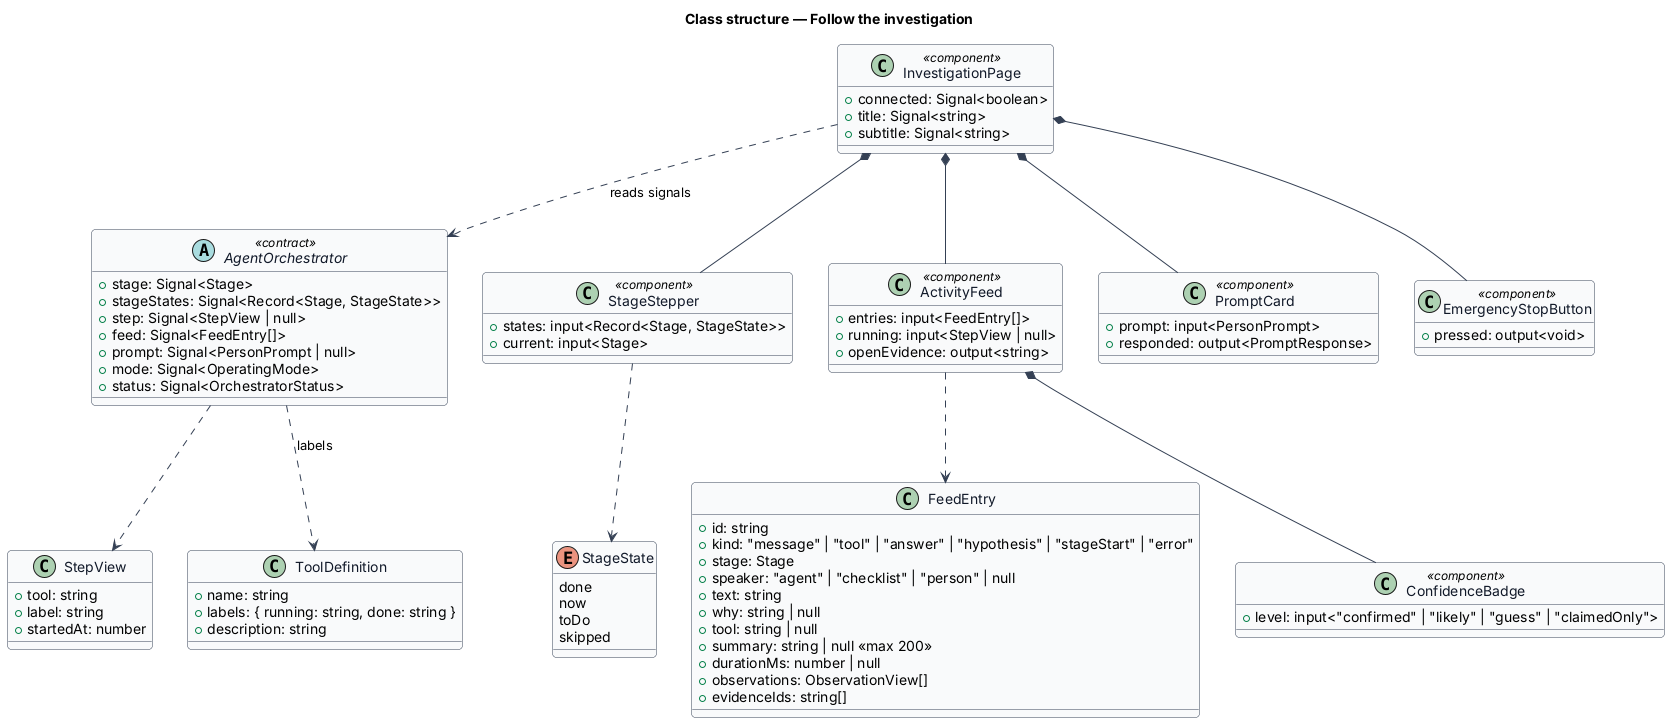 Class structure — Follow the investigation
«component»
C InvestigationPage
connected: Signal<boolean>
title: Signal<string>
subtitle: Signal<string>
reads signals
«contract»
A AgentOrchestrator
stage: Signal<Stage>
stageStates: Signal<Record<Stage, StageState>>
step: Signal<StepView | null>
feed: Signal<FeedEntry[]>
prompt: Signal<PersonPrompt | null>
mode: Signal<OperatingMode>
status: Signal<OrchestratorStatus>
«component»
C StageStepper
states: input<Record<Stage, StageState>>
current: input<Stage>
«component»
C ActivityFeed
entries: input<FeedEntry[]>
running: input<StepView | null>
openEvidence: output<string>
«component»
C PromptCard
prompt: input<PersonPrompt>
responded: output<PromptResponse>
«component»
C EmergencyStopButton
pressed: output<void>
labels
C StepView
tool: string
label: string
startedAt: number
C ToolDefinition
name: string
labels: { running: string, done: string }
description: string
E StageState
done
now
toDo
skipped
C FeedEntry
id: string
kind: "message" | "tool" | "answer" | "hypothesis" | "stageStart" | "error"
stage: Stage
speaker: "agent" | "checklist" | "person" | null
text: string
why: string | null
tool: string | null
summary: string | null «max 200»
durationMs: number | null
observations: ObservationView[]
evidenceIds: string[]
«component»
C ConfidenceBadge
level: input<"confirmed" | "likely" | "guess" | "claimedOnly">